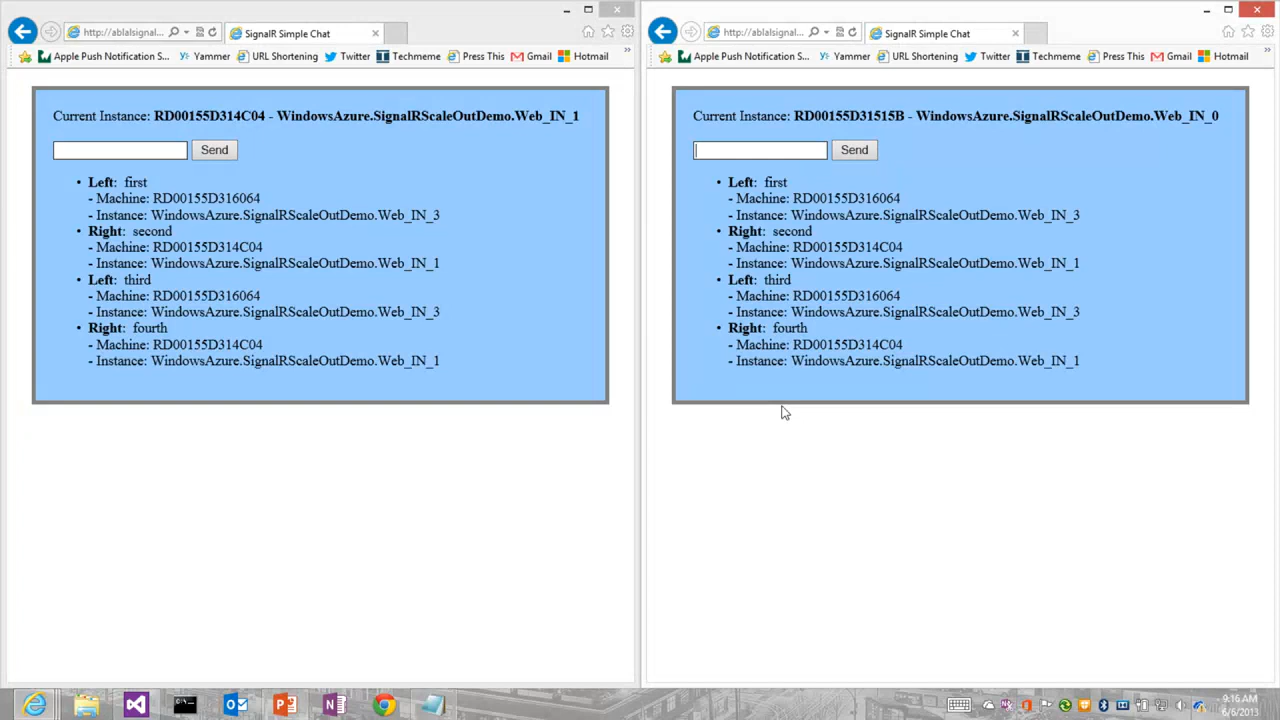 http://ablalsignal...
SignalR Simple Chat
Apple Push Notification S...
Yammer
URL Shortening
Twitter
Techmeme
Press This
Gmail
Hotmail
Current Instance: RD00155D314C04 - WindowsAzure.SignalRScaleOutDemo.Web_IN_1
Send
• Left: first
- Machine: RD00155D316064
- Instance: WindowsAzure.SignalRScaleOutDemo.Web_IN_3
• Right: second
- Machine: RD00155D314C04
- Instance: WindowsAzure.SignalRScaleOutDemo.Web_IN_1
• Left: third
- Machine: RD00155D316064
- Instance: WindowsAzure.SignalRScaleOutDemo.Web_IN_3
• Right: fourth
- Machine: RD00155D314C04
- Instance: WindowsAzure.SignalRScaleOutDemo.Web_IN_1
http://ablalsignal...
SignalR Simple Chat
Apple Push Notification S...
Yammer
URL Shortening
Twitter
Techmeme
Press This
Gmail
Hotmail
Current Instance: RD00155D31515B - WindowsAzure.SignalRScaleOutDemo.Web_IN_0
Send
• Left: first
- Machine: RD00155D316064
- Instance: WindowsAzure.SignalRScaleOutDemo.Web_IN_3
• Right: second
- Machine: RD00155D314C04
- Instance: WindowsAzure.SignalRScaleOutDemo.Web_IN_1
• Left: third
- Machine: RD00155D316064
- Instance: WindowsAzure.SignalRScaleOutDemo.Web_IN_3
• Right: fourth
- Machine: RD00155D314C04
- Instance: WindowsAzure.SignalRScaleOutDemo.Web_IN_1
9:16 AM
6/6/2013